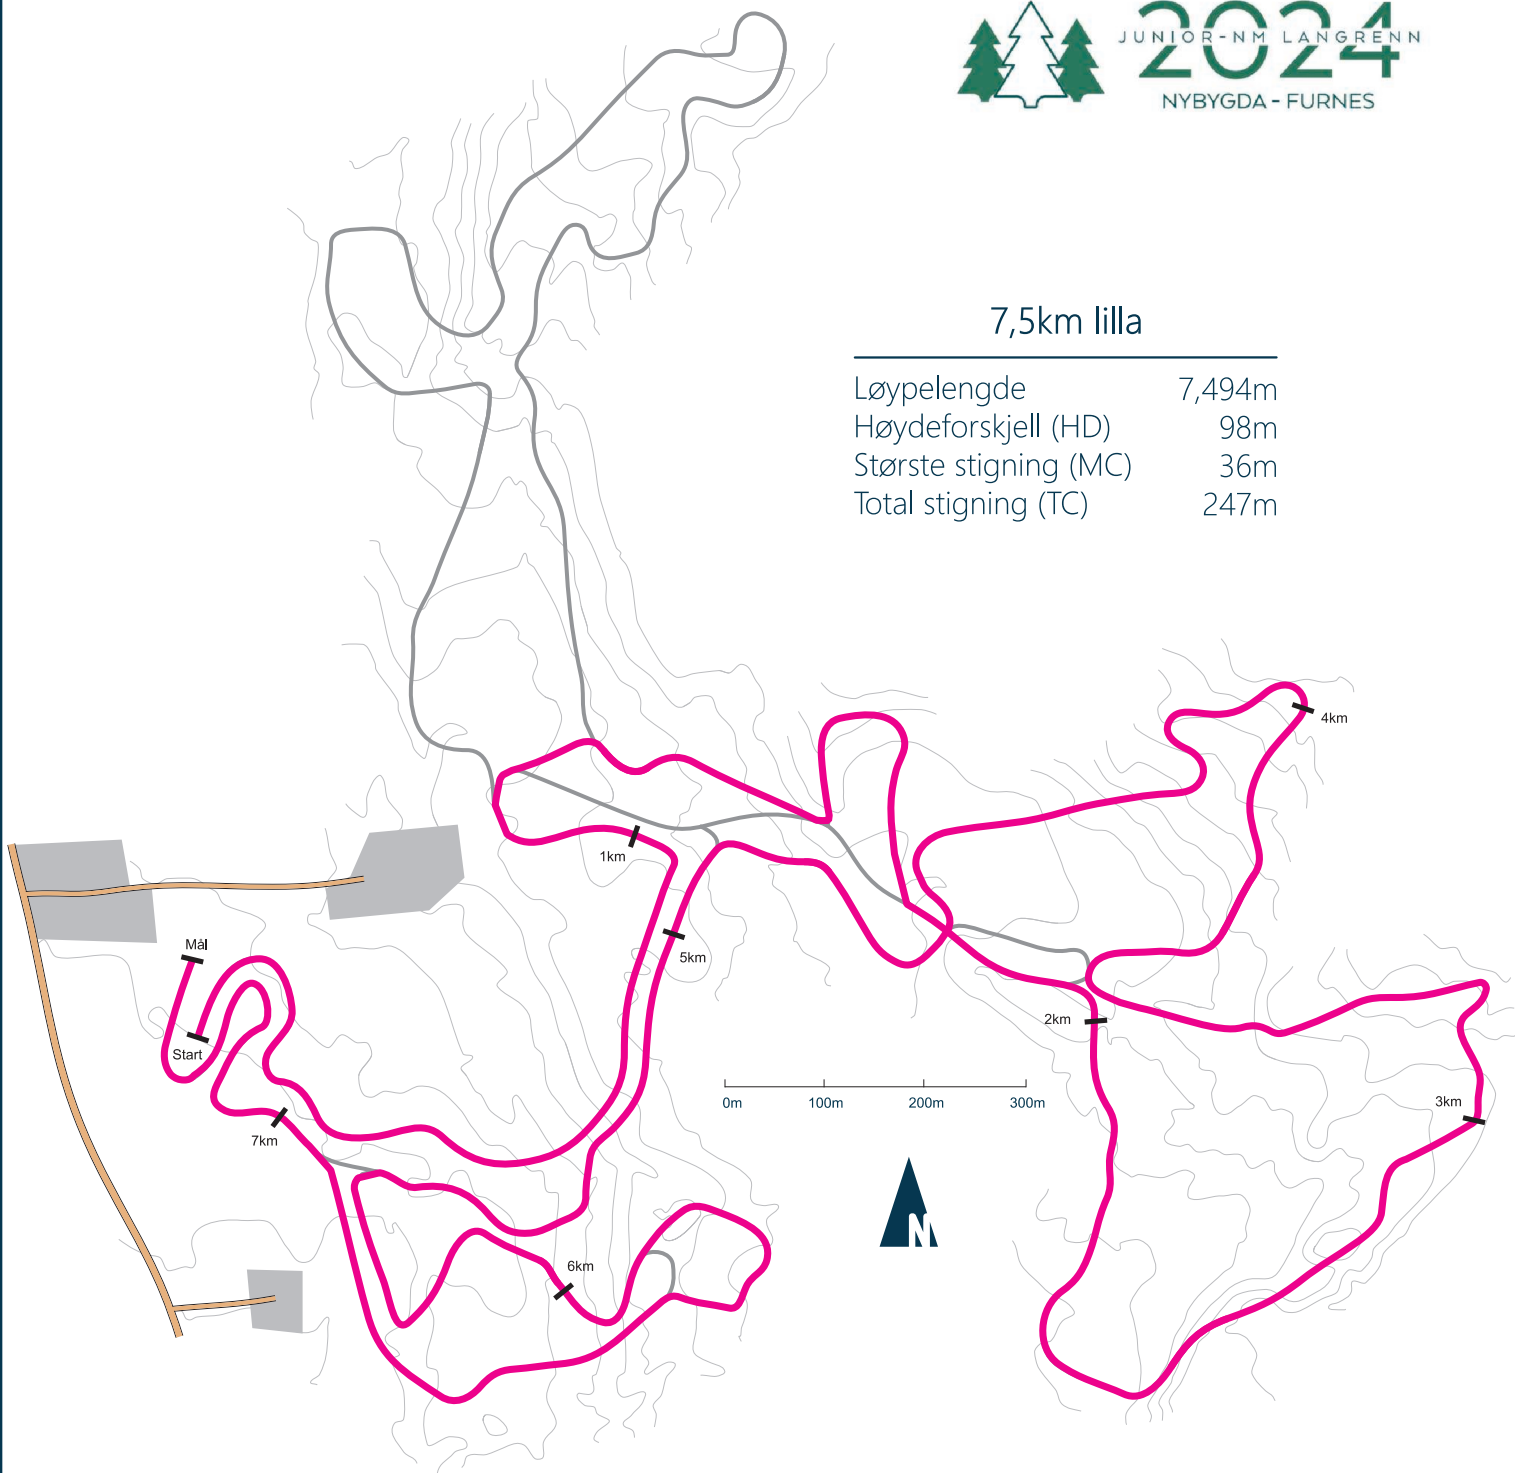 2024
JUNIOR-NM LANGRENN
NYBYGDA - FURNES
7,5km lilla
Løypelengde 7,494m
Høydeforskjell (HD) 98m
Største stigning (MC) 36m
Total stigning (TC) 247m
4km
1km
Mål
5km
2km
Start
0m 100m 200m 300m
3km
7km
N
6km